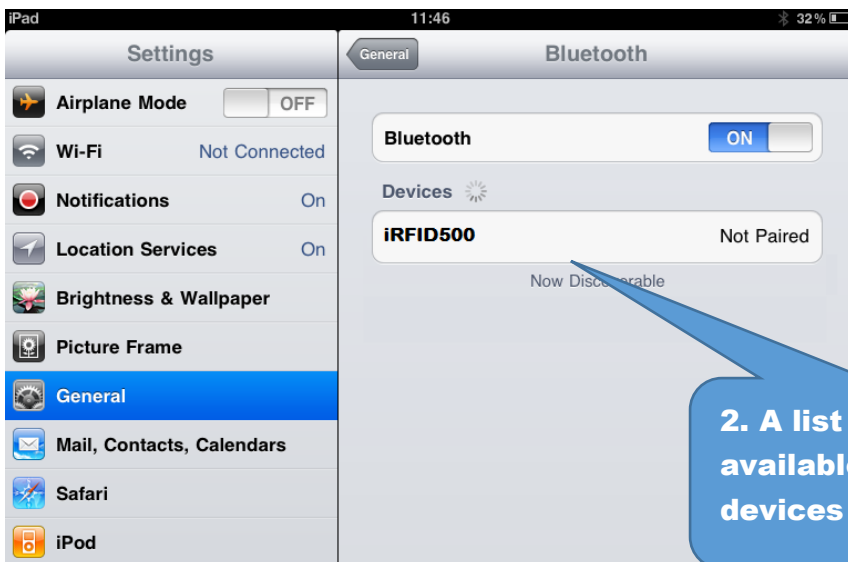 iPad 11:46 32%
Settings
General Bluetooth
Airplane Mode OFF
Wi-Fi Not Connected
Notifications On
Location Services On
Brightness & Wallpaper
Picture Frame
General
Mail, Contacts, Calendars
Safari
iPod
Bluetooth ON
Devices
iRFID500 Not Paired
Now Discoverable
2. A list
available
devices